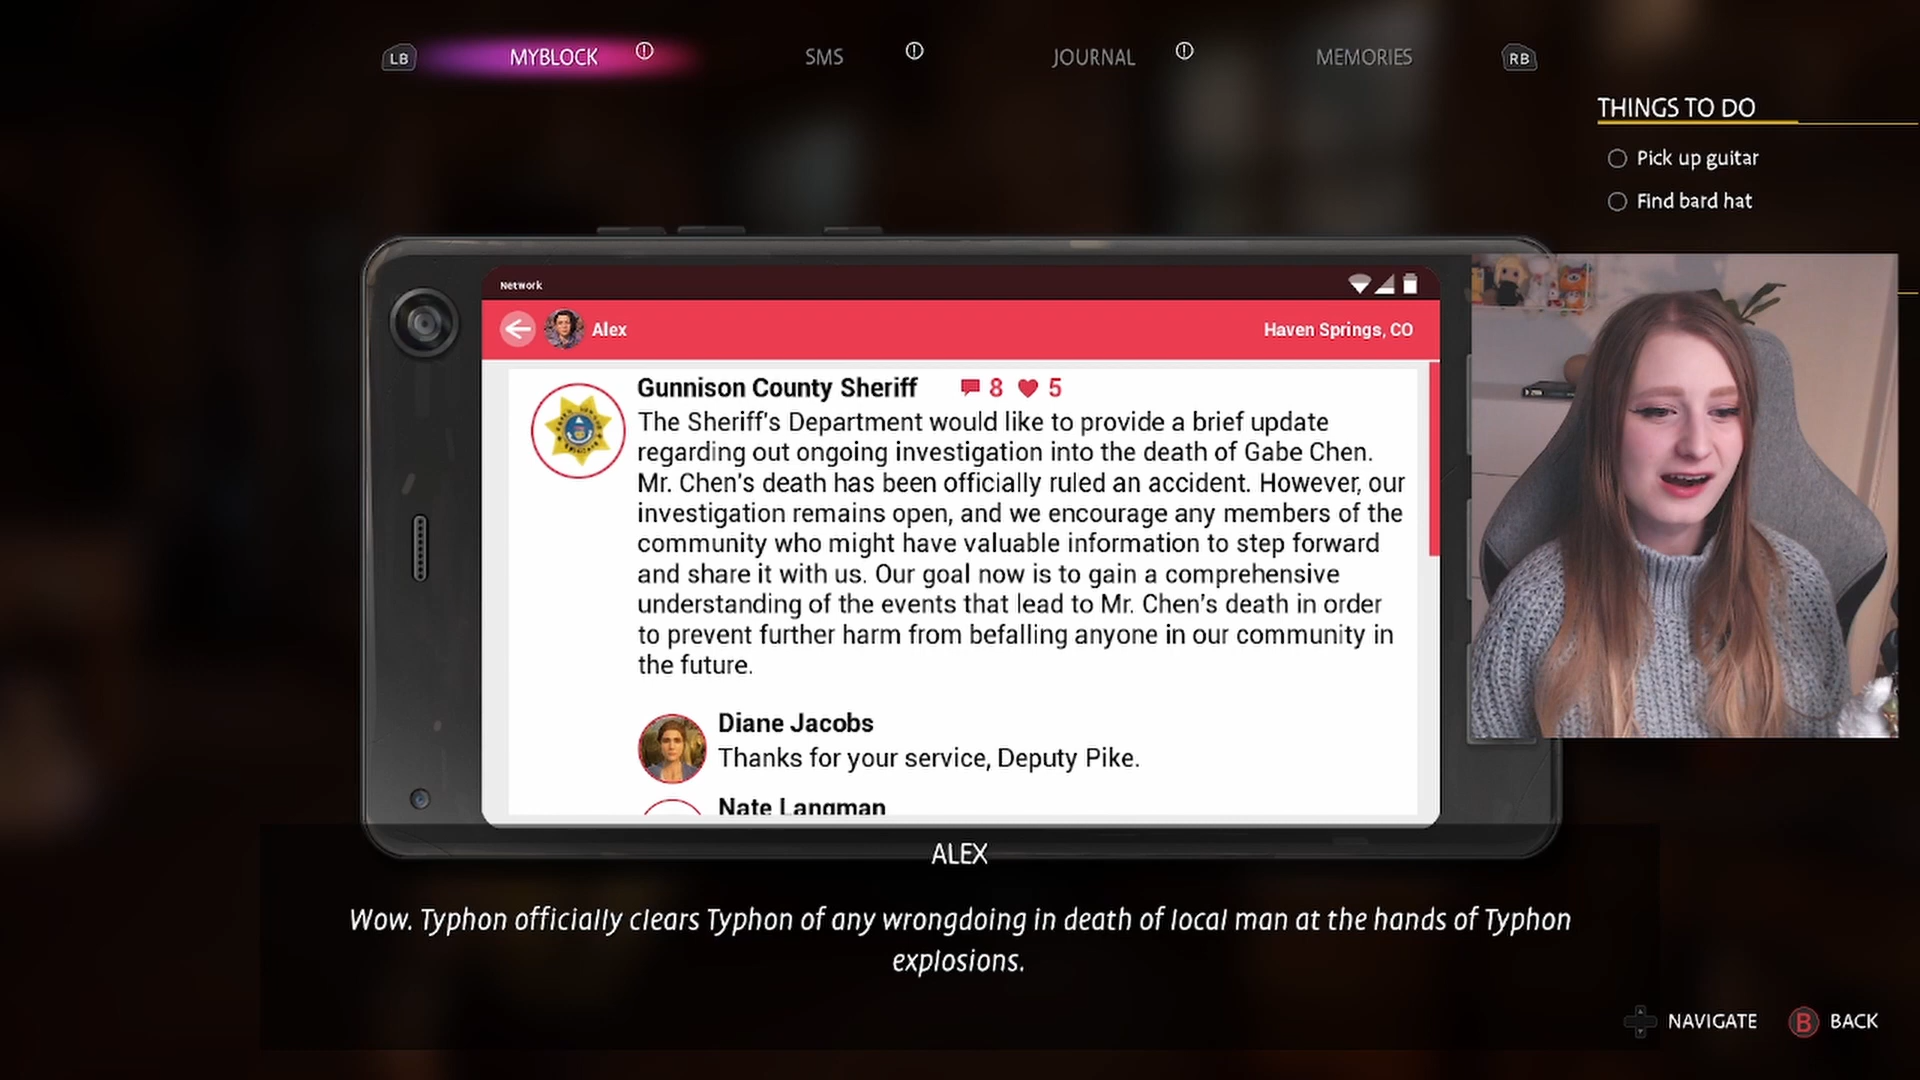 LB MYBLOCK SMS JOURNAL MEMORIES RB
THINGS TO DO
Pick up guitar
Find bard hat
Network
Alex Haven Springs, CO
Gunnison County Sheriff 8 5
The Sheriff's Department would like to provide a brief update
regarding out ongoing investigation into the death of Gabe Chen.
Mr. Chen's death has been officially ruled an accident. However, our
investigation remains open, and we encourage any members of the
community who might have valuable information to step forward
and share it with us. Our goal now is to gain a comprehensive
understanding of the events that lead to Mr. Chen's death in order
to prevent further harm from befalling anyone in our community in
the future.
Diane Jacobs
Thanks for your service, Deputy Pike.
Nate Langman
ALEX
Wow. Typhon officially clears Typhon of any wrongdoing in death of local man at the hands of Typhon
explosions.
NAVIGATE B BACK